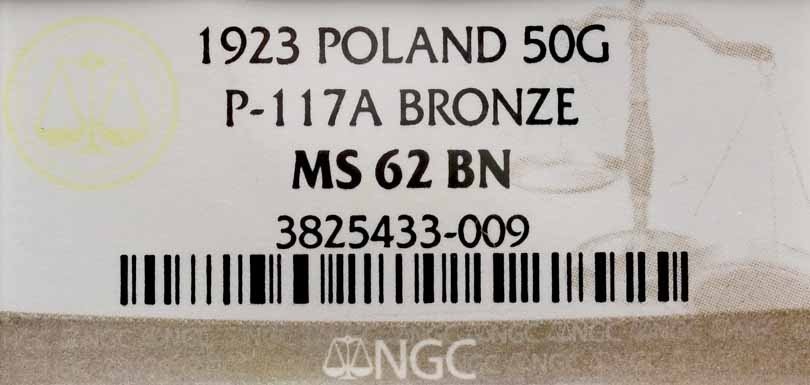 1923 POLAND 50G
P-117A BRONZE
MS 62 BN
3825433-009
NGC